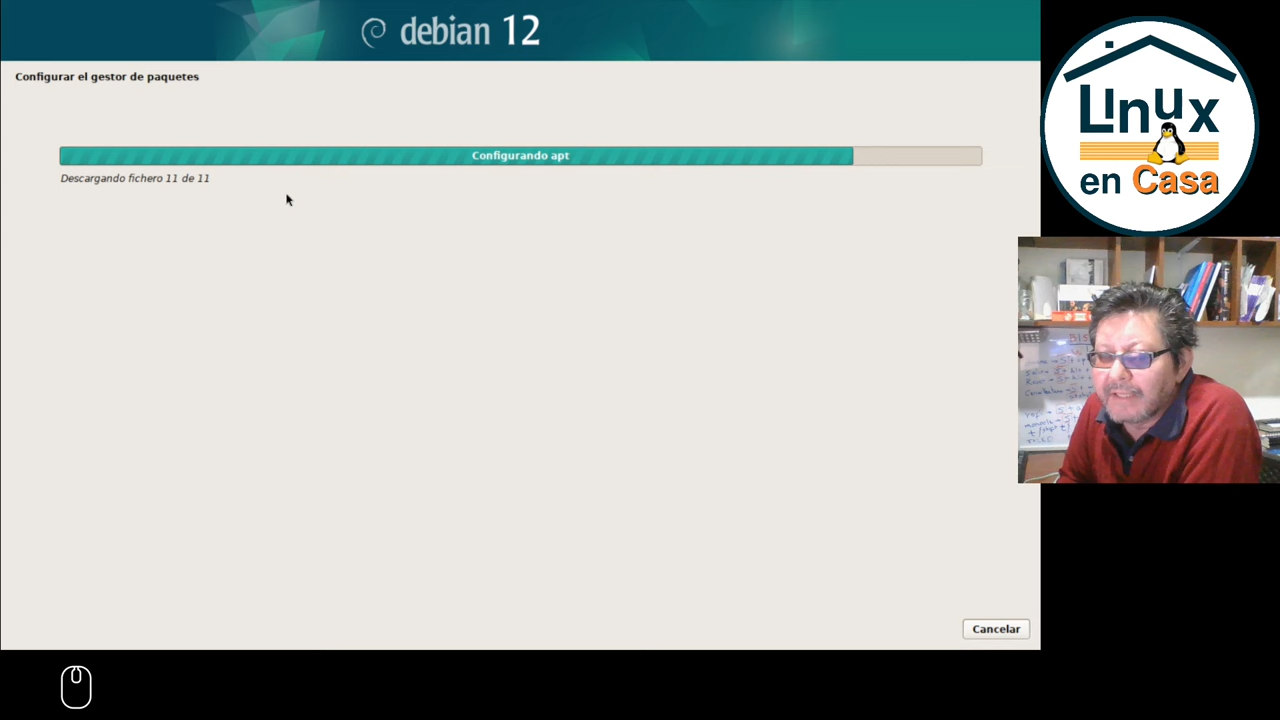 debian 12
Configurar el gestor de paquetes
Configurando apt
Descargando fichero 11 de 11
Cancelar
Linux
en Casa